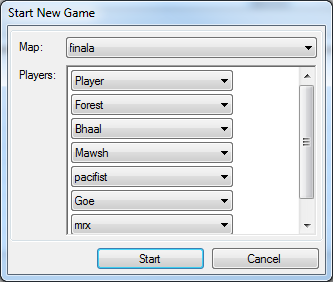 Start New Game
Map: finala
Players: Player
Forest
Bhaal
Mawsh
pacifist
Goe
mrx
Start Cancel